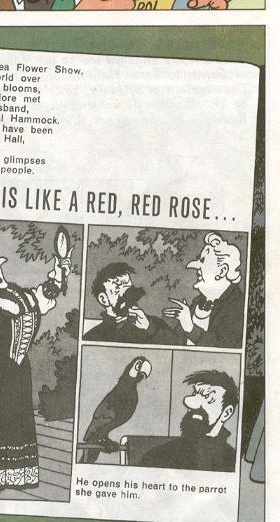 ea Flower Show,
rld over
blooms,
ore met
sband,
l Hammock.
have been
Hall,
glimpses
people.
IS LIKE A RED, RED ROSE...
He opens his heart to the parrot
she gave him.